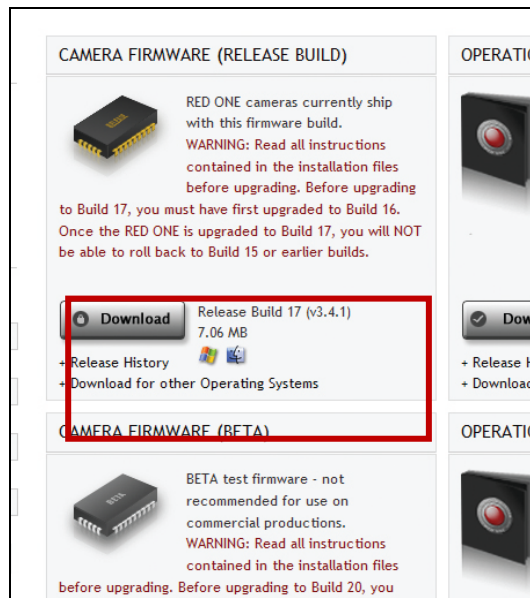 CAMERA FIRMWARE (RELEASE BUILD)
RED ONE cameras currently ship
with this firmware build.
WARNING: Read all instructions
contained in the installation files
before upgrading. Before upgrading
to Build 17, you must have first upgraded to Build 16.
Once the RED ONE is upgraded to Build 17, you will NOT
be able to roll back to Build 15 or earlier builds.
Download
Release Build 17 (v3.4.1)
7.06 MB
+ Release History
+ Download for other Operating Systems
CAMERA FIRMWARE (BETA)
BETA
BETA test firmware - not
recommended for use on
commercial productions.
WARNING: Read all instructions
contained in the installation files
before upgrading. Before upgrading to Build 20, you
OPERATI
Dow
+ Release
+ Download
OPERATI